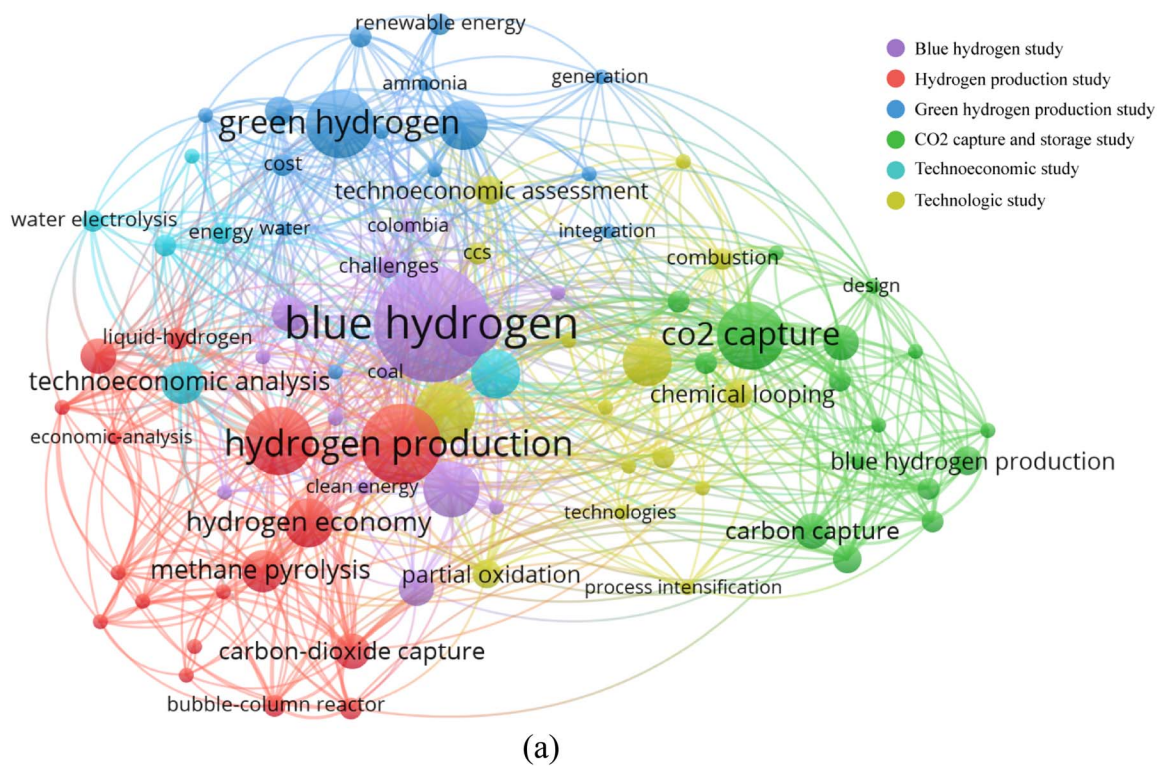 renewable energy
ammonia
generation
green hydrogen
cost
technoeconomic assessment
water electrolysis
energy
water
colombia
integration
ccs
challenges
combustion
design
blue hydrogen
co2 capture
liquid-hydrogen
coal
technoeconomic analysis
chemical looping
economic-analysis
hydrogen production
blue hydrogen production
clean energy
technologies
hydrogen economy
carbon capture
methane pyrolysis
partial oxidation
process intensification
carbon-dioxide capture
bubble-column reactor
Blue hydrogen study
Hydrogen production study
Green hydrogen production study
CO2 capture and storage study
Technoeconomic study
Technologic study
(a)